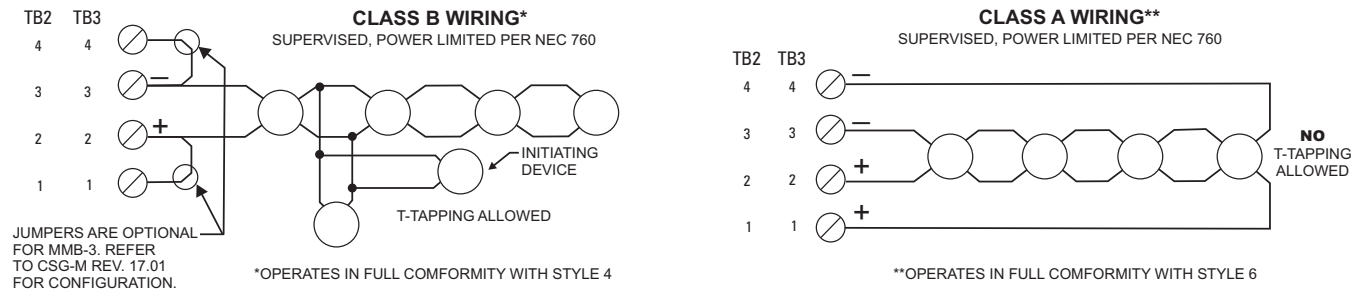 CLASS B WIRING*
SUPERVISED, POWER LIMITED PER NEC 760
TB2 TB3
4 4
−
3 3
+
2 2
1 1
INITIATING
DEVICE
T-TAPPING ALLOWED
JUMPERS ARE OPTIONAL
FOR MMB-3. REFER
TO CSG-M REV. 17.01
FOR CONFIGURATION.
*OPERATES IN FULL COMFORMITY WITH STYLE 4
CLASS A WIRING**
SUPERVISED, POWER LIMITED PER NEC 760
TB2 TB3
4 4 −
3 3 −
2 2 +
1 1 +
NO
T-TAPPING
ALLOWED
**OPERATES IN FULL COMFORMITY WITH STYLE 6